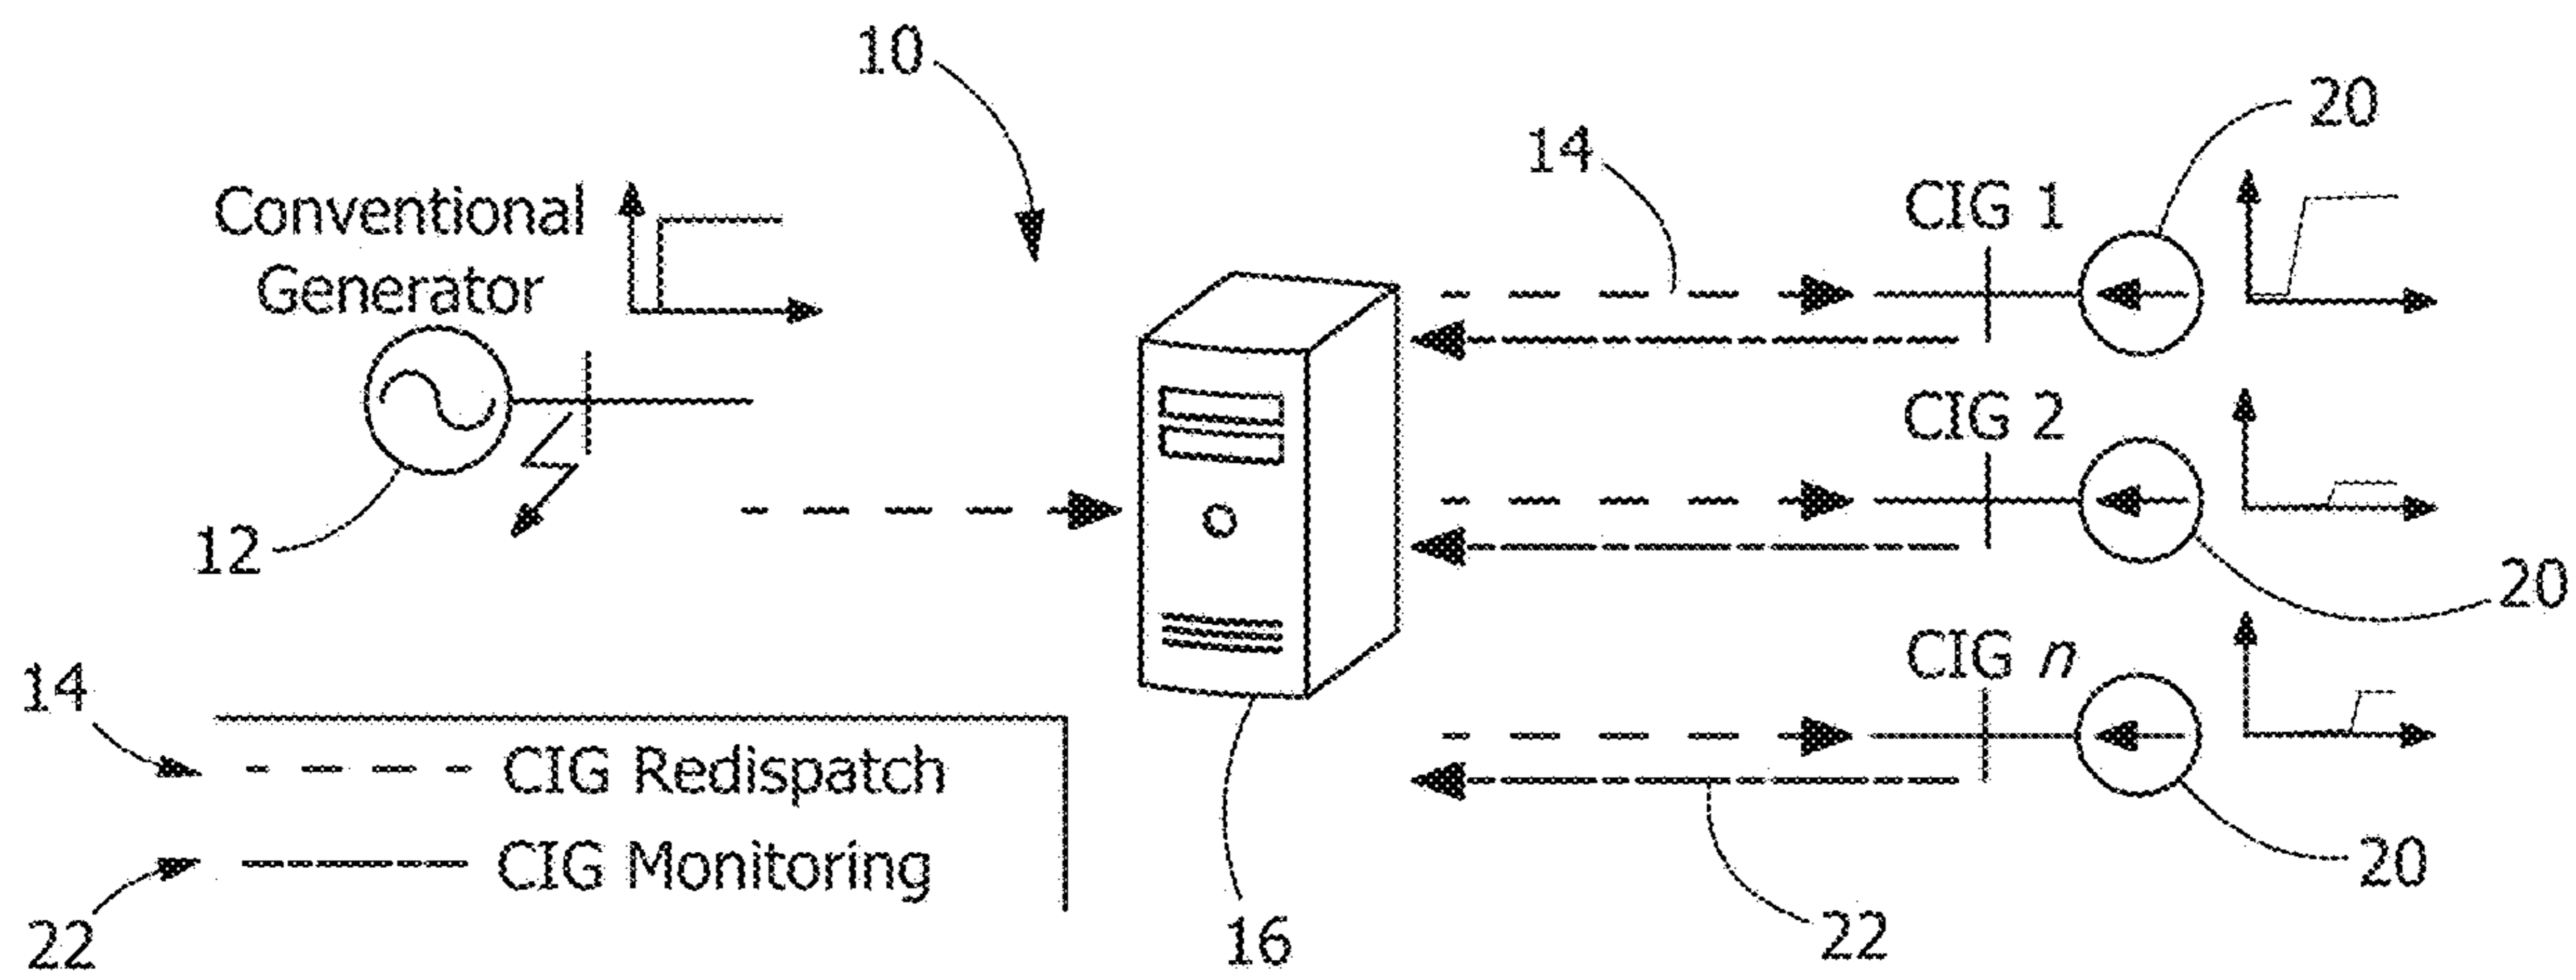 10
20
14
Conventional
Generator
CIG 1
CIG 2
12
20
CIG n
14
CIG Redispatch
CIG Monitoring
20
22
16
22